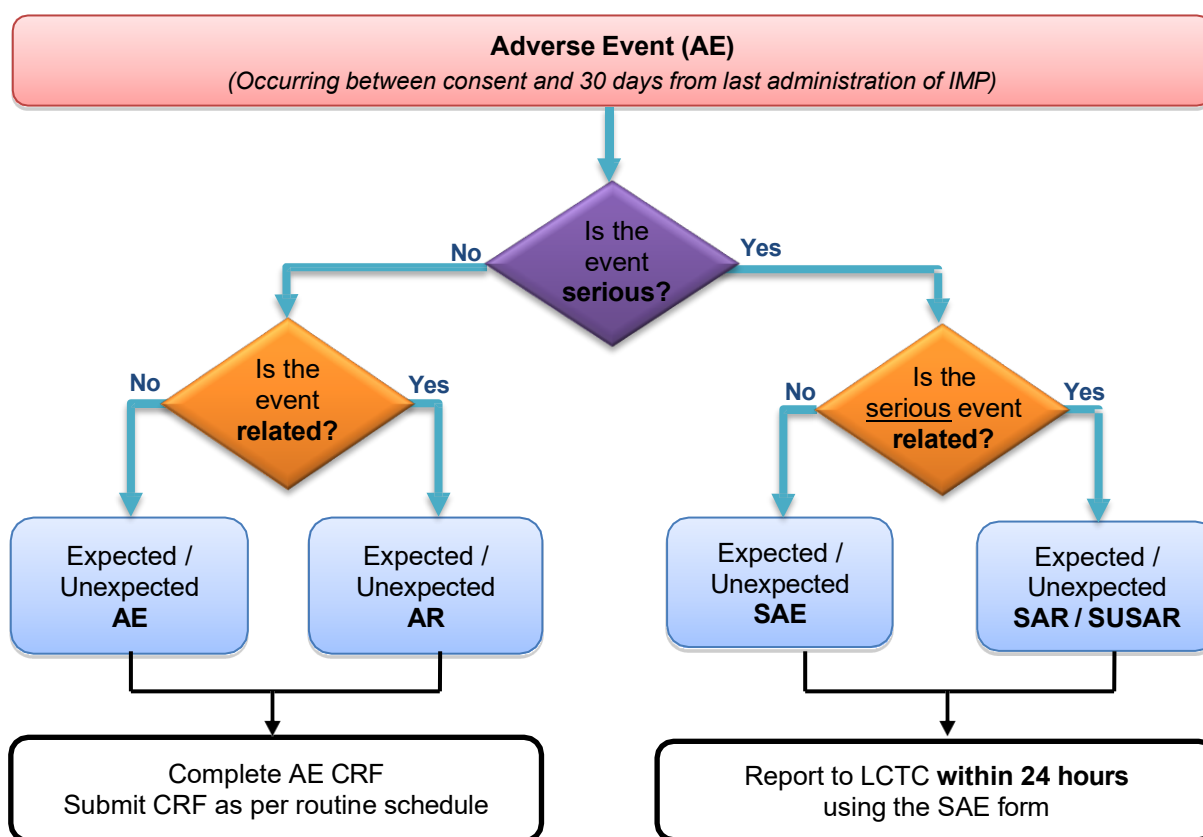 Adverse Event (AE)
(Occurring between consent and 30 days from last administration of IMP)
Is the
event
serious?
No
Yes
Is the
event
related?
No
Yes
Is the
serious event
related?
No
Yes
Expected /
Unexpected
AE
Expected /
Unexpected
AR
Expected /
Unexpected
SAE
Expected /
Unexpected
SAR / SUSAR
Complete AE CRF
Submit CRF as per routine schedule
Report to LCTC within 24 hours
using the SAE form